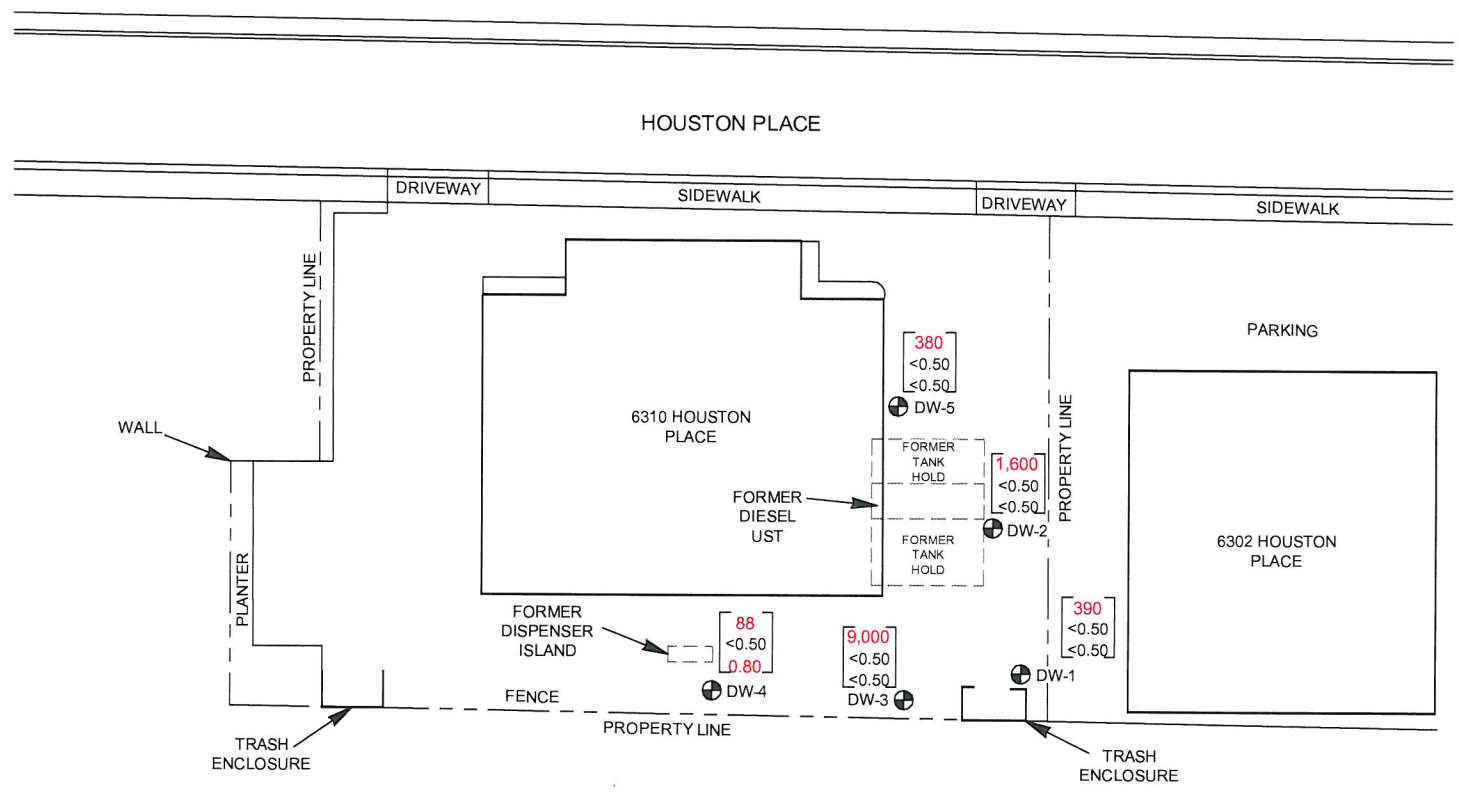 HOUSTON PLACE
DRIVEWAY
SIDEWALK
DRIVEWAY
SIDEWALK
PROPERTY LINE
PARKING
380
<0.50
<0.50
DW-5
WALL
6310 HOUSTON
PLACE
PROPERTY LINE
FORMER
TANK
HOLD
1,600
<0.50
<0.50
DW-2
FORMER
DIESEL
UST
FORMER
TANK
HOLD
6302 HOUSTON
PLACE
PLANTER
FORMER
DISPENSER
ISLAND
88
<0.50
0.80
DW-4
9,000
<0.50
<0.50
DW-3
390
<0.50
<0.50
DW-1
FENCE
PROPERTY LINE
TRASH
ENCLOSURE
TRASH
ENCLOSURE